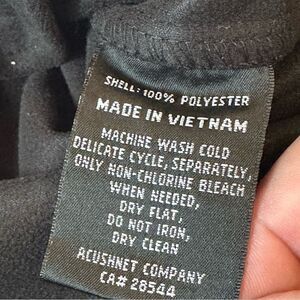 SHELL: 100% POLYESTER
MADE IN VIETNAM
MACHINE WASH COLD
DELICATE CYCLE, SEPARATELY,
ONLY NON-CHLORINE BLEACH
WHEN NEEDED,
DRY FLAT,
DO NOT IRON,
DRY CLEAN
ACUSHNET COMPANY
CA# 28544